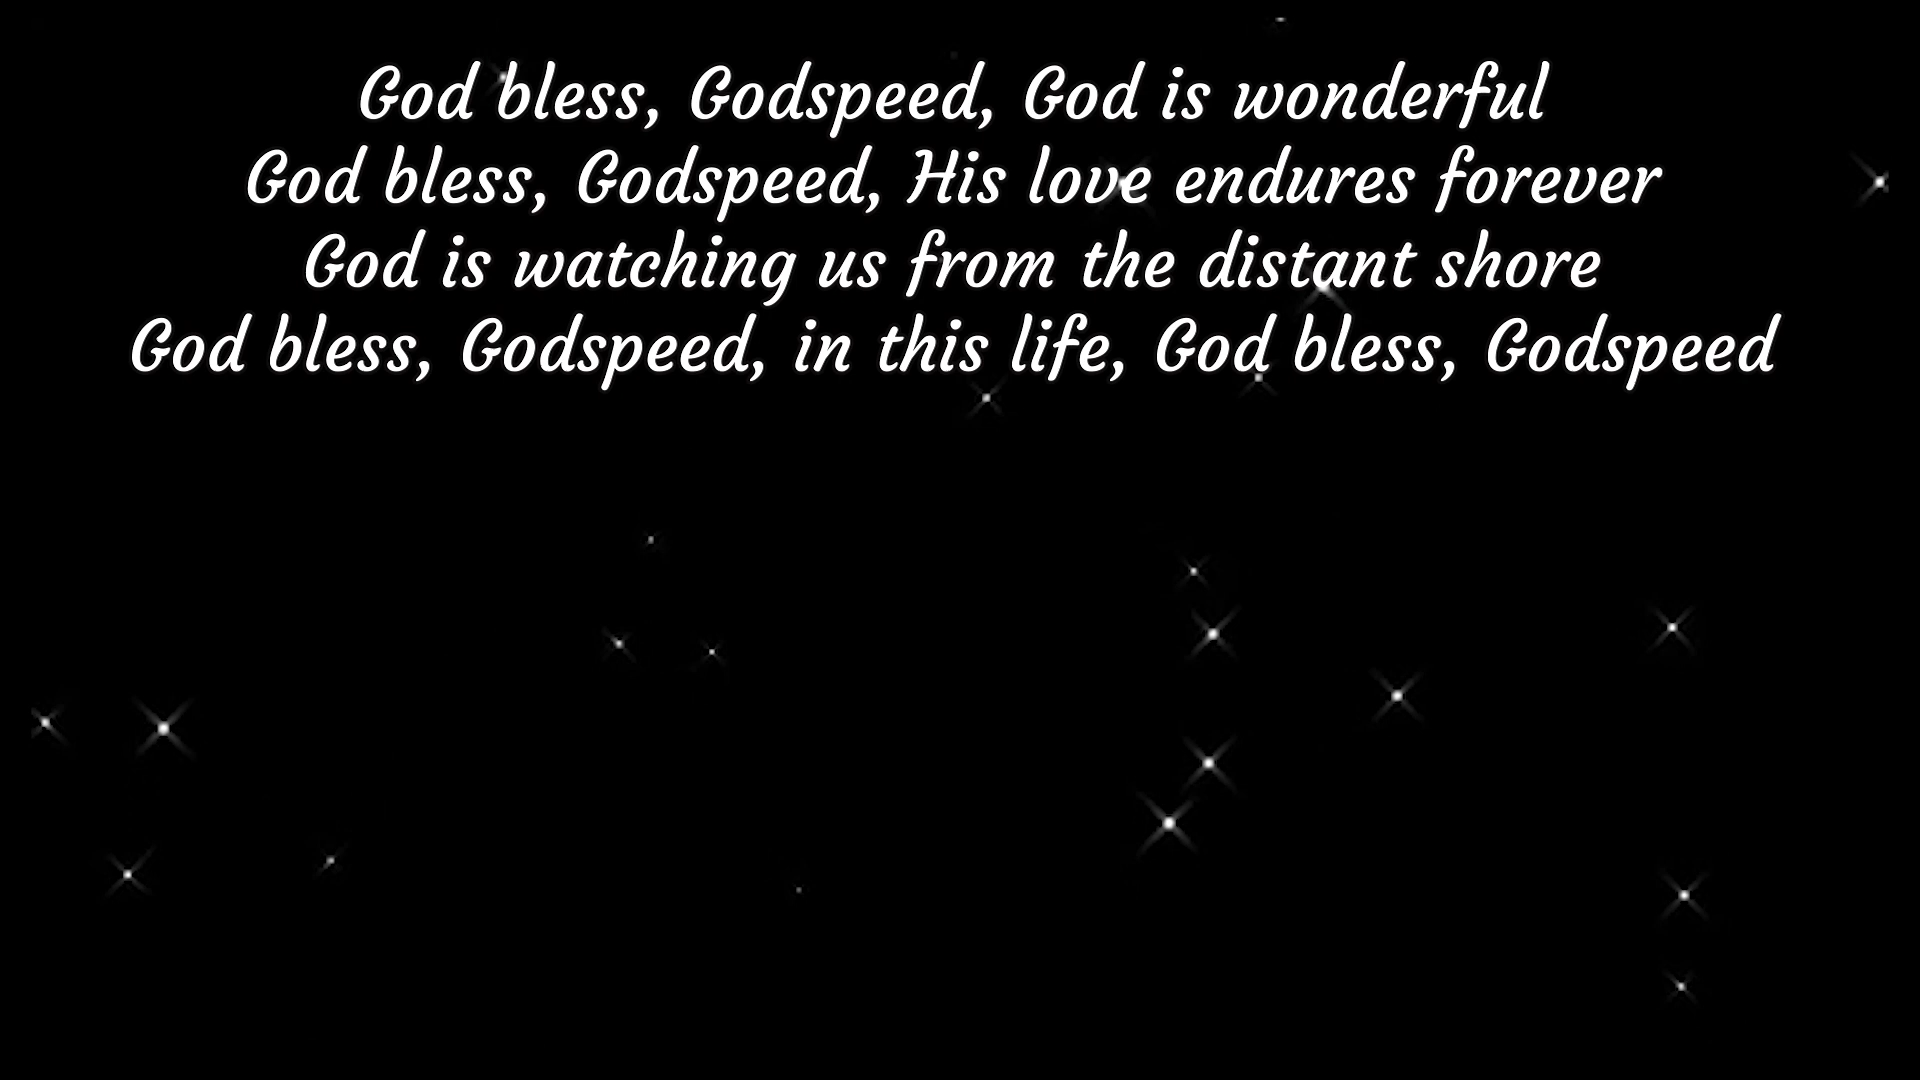 God bless, Godspeed, God is wonderful
God bless, Godspeed, His love endures forever
God is watching us from the distant shore
God bless, Godspeed, in this life, God bless, Godspeed